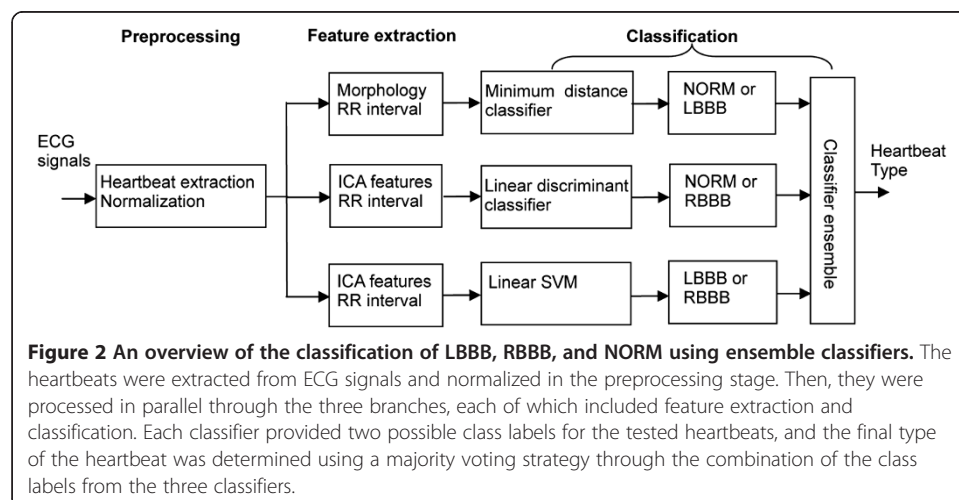 Preprocessing
Feature extraction
Classification
ECG
signals
Heartbeat extraction
Normalization
Morphology
RR interval
Minimum distance
classifier
NORM or
LBBB
ICA features
RR interval
Linear discriminant
classifier
NORM or
RBBB
ICA features
RR interval
Linear SVM
LBBB or
RBBB
Classifier ensemble
Heartbeat
Type
Figure 2 An overview of the classification of LBBB, RBBB, and NORM using ensemble classifiers. The
heartbeats were extracted from ECG signals and normalized in the preprocessing stage. Then, they were
processed in parallel through the three branches, each of which included feature extraction and
classification. Each classifier provided two possible class labels for the tested heartbeats, and the final type
of the heartbeat was determined using a majority voting strategy through the combination of the class
labels from the three classifiers.